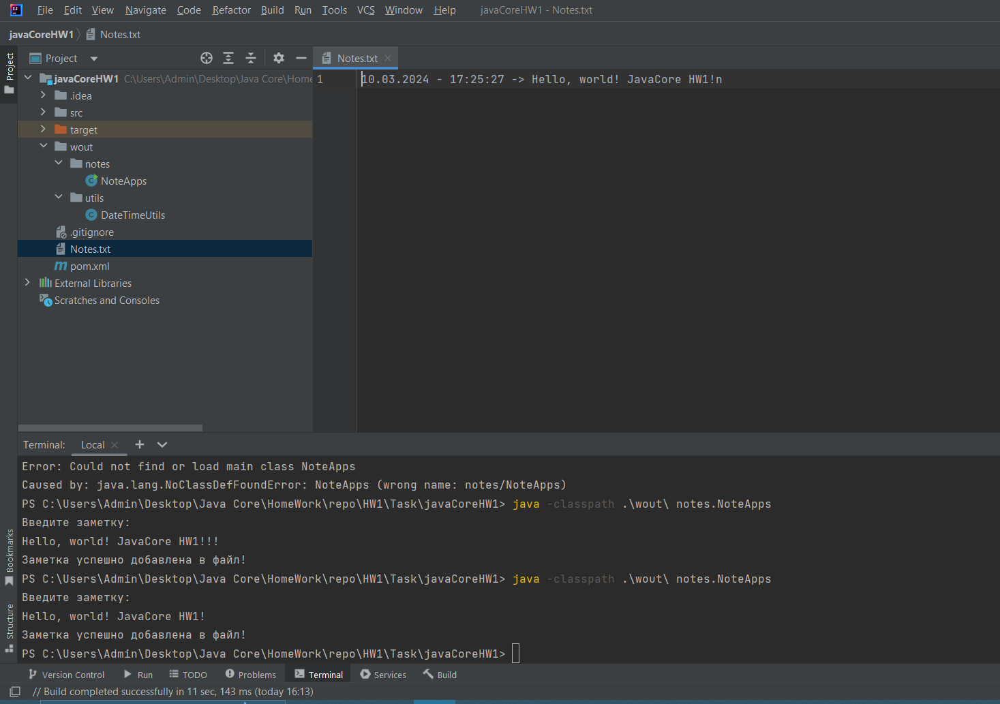 File Edit View Navigate Code Refactor Build Run Tools VCS Window Help javaCoreHW1 - Notes.txt
javaCoreHW1 Notes.txt
Project
Project
Notes.txt
javaCoreHW1 C:\Users\Admin\Desktop\Java Core\Home
1
10.03.2024 - 17:25:27 -> Hello, world! JavaCore HW1!n
.idea
src
target
wout
notes
NoteApps
utils
DateTimeUtils
.gitignore
Notes.txt
pom.xml
External Libraries
Scratches and Consoles
Terminal: Local
Error: Could not find or load main class NoteApps
Caused by: java.lang.NoClassDefFoundError: NoteApps (wrong name: notes/NoteApps)
PS C:\Users\Admin\Desktop\Java Core\HomeWork\repo\HW1\Task\javaCoreHW1> java -classpath .\wout\ notes.NoteApps
Введите заметку:
Hello, world! JavaCore HW1!!!
Заметка успешно добавлена в файл!
PS C:\Users\Admin\Desktop\Java Core\HomeWork\repo\HW1\Task\javaCoreHW1> java -classpath .\wout\ notes.NoteApps
Введите заметку:
Hello, world! JavaCore HW1!
Заметка успешно добавлена в файл!
PS C:\Users\Admin\Desktop\Java Core\HomeWork\repo\HW1\Task\javaCoreHW1>
Bookmarks
Structure
Version Control Run TODO Problems Terminal Services Build
// Build completed successfully in 11 sec, 143 ms (today 16:13)